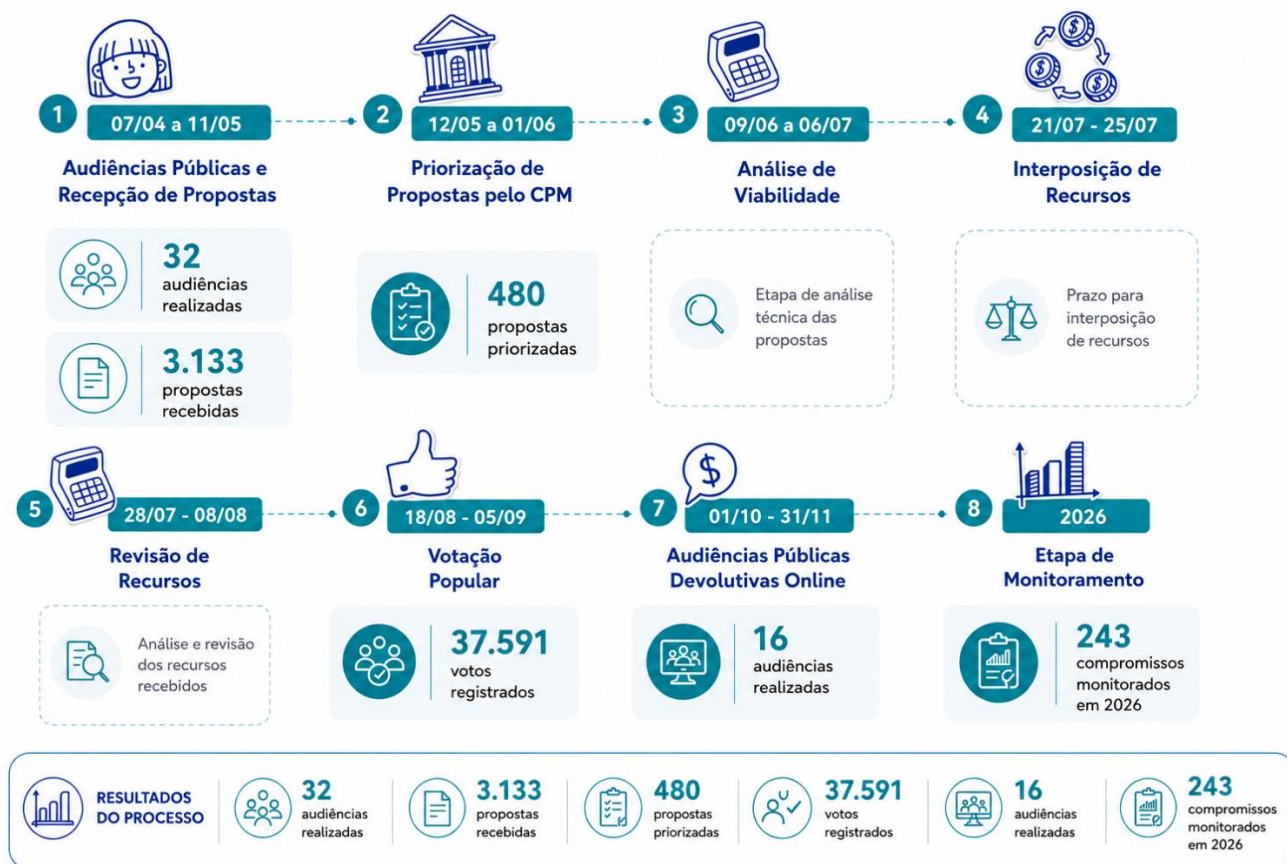 1
07/04 a 11/05
Audiências Públicas e
Recepção de Propostas
32
audiências
realizadas
3.133
propostas
recebidas
2
12/05 a 01/06
Priorização de
Propostas pelo CPM
480
propostas
priorizadas
3
09/06 a 06/07
Análise de
Viabilidade
Etapa de análise
técnica das
propostas
4
21/07 - 25/07
Interposição de
Recursos
Prazo para
interposição
de recursos
5
28/07 - 08/08
Revisão de
Recursos
Análise e revisão
dos recursos
recebidos
6
18/08 - 05/09
Votação
Popular
37.591
votos
registrados
7
$
01/10 - 31/11
Audiências Públicas
Devolutivas Online
16
audiências
realizadas
8
2026
Etapa de
Monitoramento
243
compromissos
monitorados
em 2026
RESULTADOS
DO PROCESSO
32
audiências
realizadas
3.133
propostas
recebidas
480
propostas
priorizadas
37.591
votos
registrados
16
audiências
realizadas
243
compromissos
monitorados
em 2026